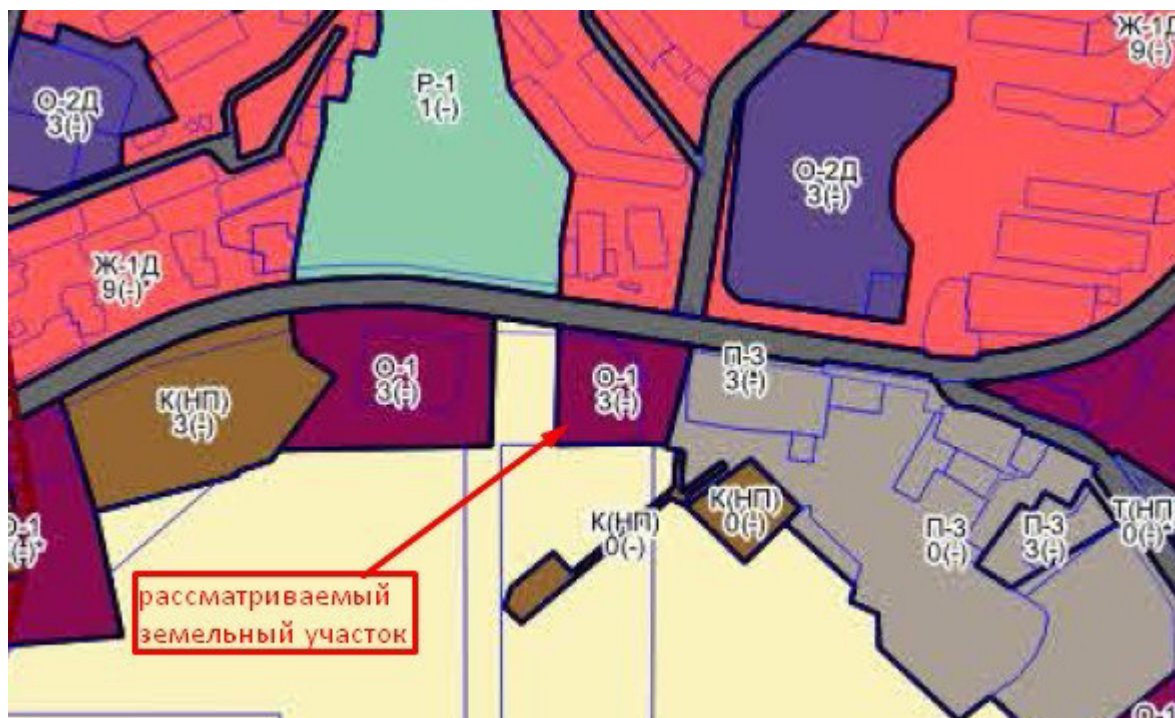 Ж-1Д
9(-)
Р-1
1(-)
О-2Д
3(-)
О-2Д
3(-)
Ж-1Д
9(-)*
П-3
3(-)
О-1
3(-)
О-1
3(-)
К(НП)
3(-)
К(НП)
0(-)
К(НП)
0(-)
П-3
0(-)
П-3
3(-)
Т(НП)
0(-)*
рассматриваемый
земельный участок